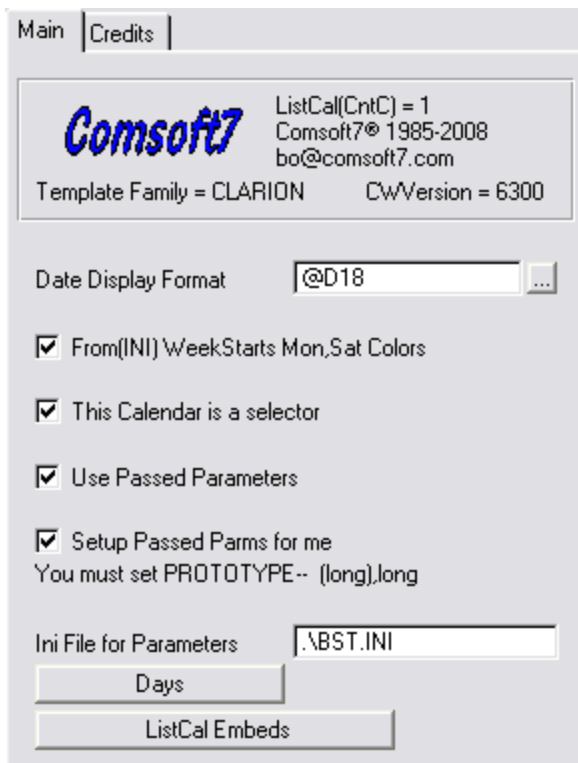 Main Credits
Comsoft7
ListCal(CntC) = 1
Comsoft7® 1985-2008
bo@comsoft7.com
Template Family = CLARION CwVersion = 6300
Date Display Format @D18 ...
From(INI) WeekStarts Mon,Sat Colors
This Calendar is a selector
Use Passed Parameters
Setup Passed Parms for me
You must set PROTOTYPE-- (long),long
Ini File for Parameters .\BST.INI
Days
ListCal Embeds